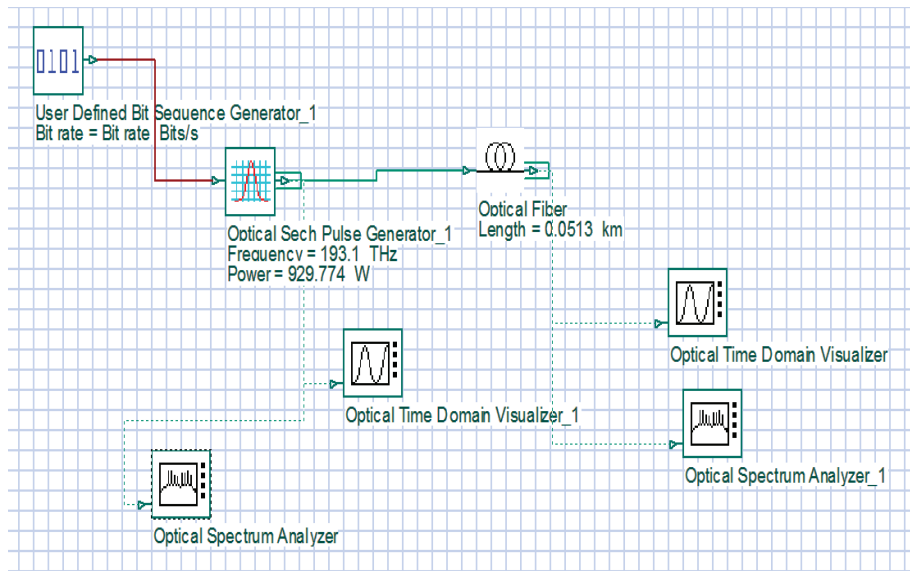 0101
User Defined Bit Sequence Generator_1
Bit rate = Bit rate Bits/s
Optical Sech Pulse Generator_1
Frequency = 193.1 THz
Power = 929.774 W
Optical Fiber
Length = 0.0513 km
Optical Time Domain Visualizer
Optical Time Domain Visualizer_1
Optical Spectrum Analyzer_1
Optical Spectrum Analyzer